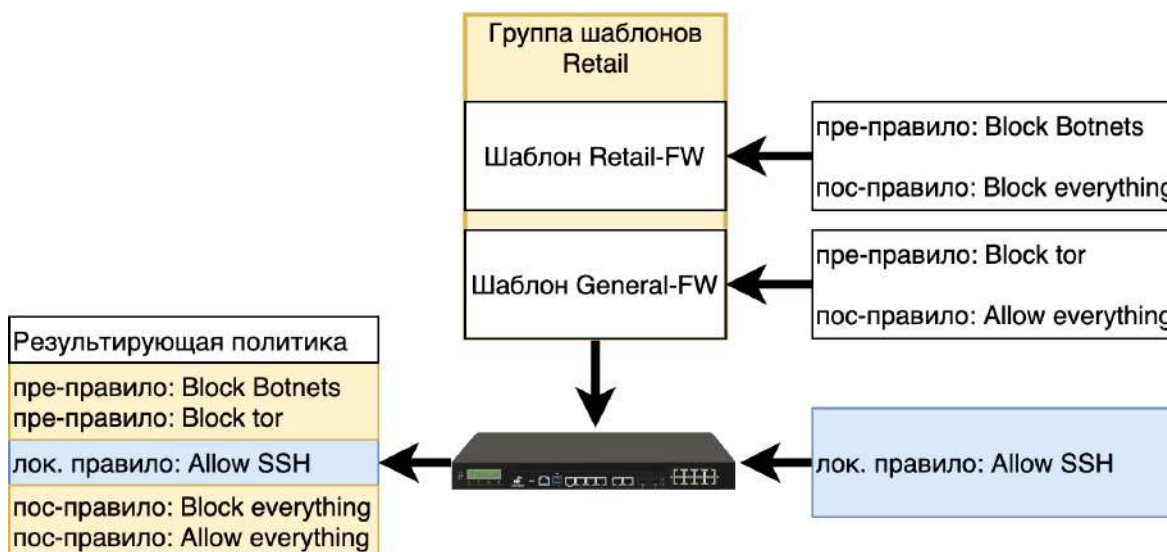 Группа шаблонов
Retail
Шаблон Retail-FW
пре-правило: Block Botnets
пос-правило: Block everything
Шаблон General-FW
пре-правило: Block tor
пос-правило: Allow everything
Результирующая политика
пре-правило: Block Botnets
пре-правило: Block tor
лок. правило: Allow SSH
пос-правило: Block everything
пос-правило: Allow everything
лок. правило: Allow SSH